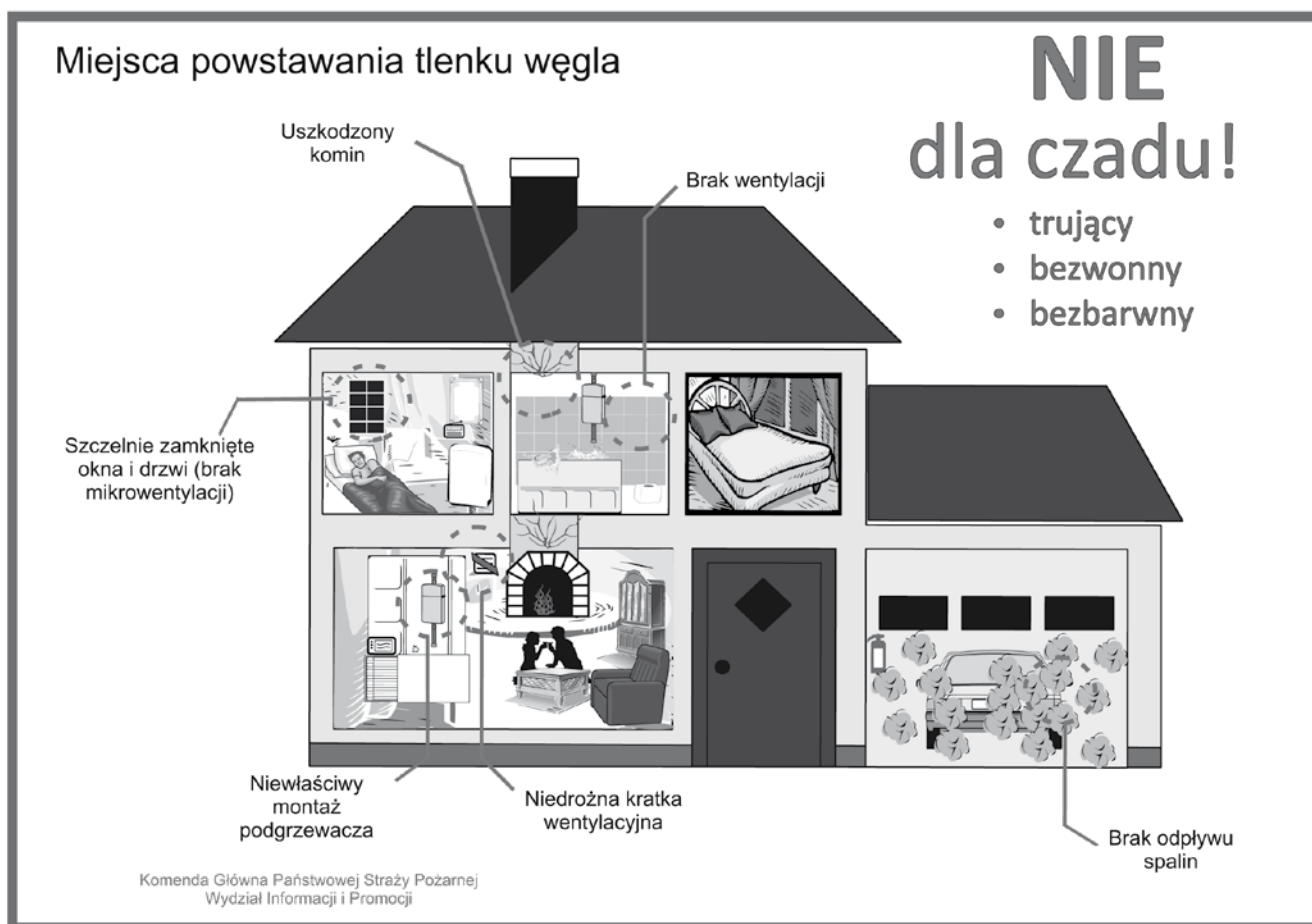 Miejsca powstawania tlenku węgla
NIE
dla czadu!
• trujący
• bezwonny
• bezbarwny
Uszkodzony
komin
Brak wentylacji
Szczelnie zamknięte
okna i drzwi (brak
mikrowentylacji)
Niewłaściwy
montaż
podgrzewacza
Niedrożna kratka
wentylacyjna
Brak odpływu
spalin
Komenda Główna Państwowej Straży Pożarnej
Wydział Informacji i Promocji